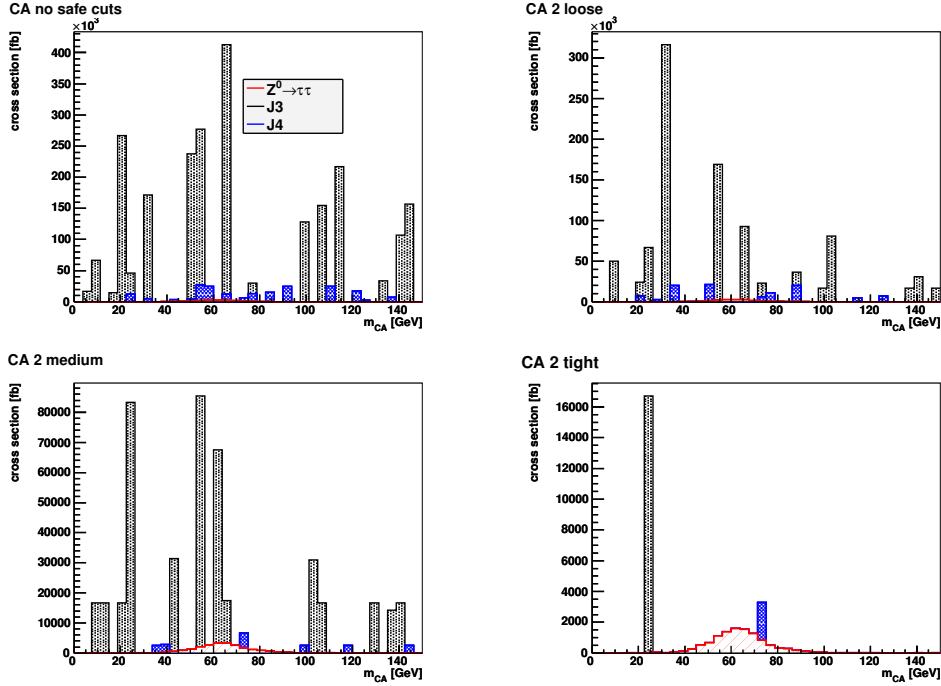 CA no safe cuts
×10³
cross section [fb]
400
350
300
250
200
150
100
50
0
0 20 40 60 80 100 120 140
m_CA [GeV]
Z⁰→ττ
J3
J4
CA 2 loose
×10³
cross section [fb]
300
250
200
150
100
50
0
0 20 40 60 80 100 120 140
m_CA [GeV]
CA 2 medium
cross section [fb]
80000
70000
60000
50000
40000
30000
20000
10000
0
0 20 40 60 80 100 120 140
m_CA [GeV]
CA 2 tight
cross section [fb]
16000
14000
12000
10000
8000
6000
4000
2000
0
0 20 40 60 80 100 120 140
m_CA [GeV]